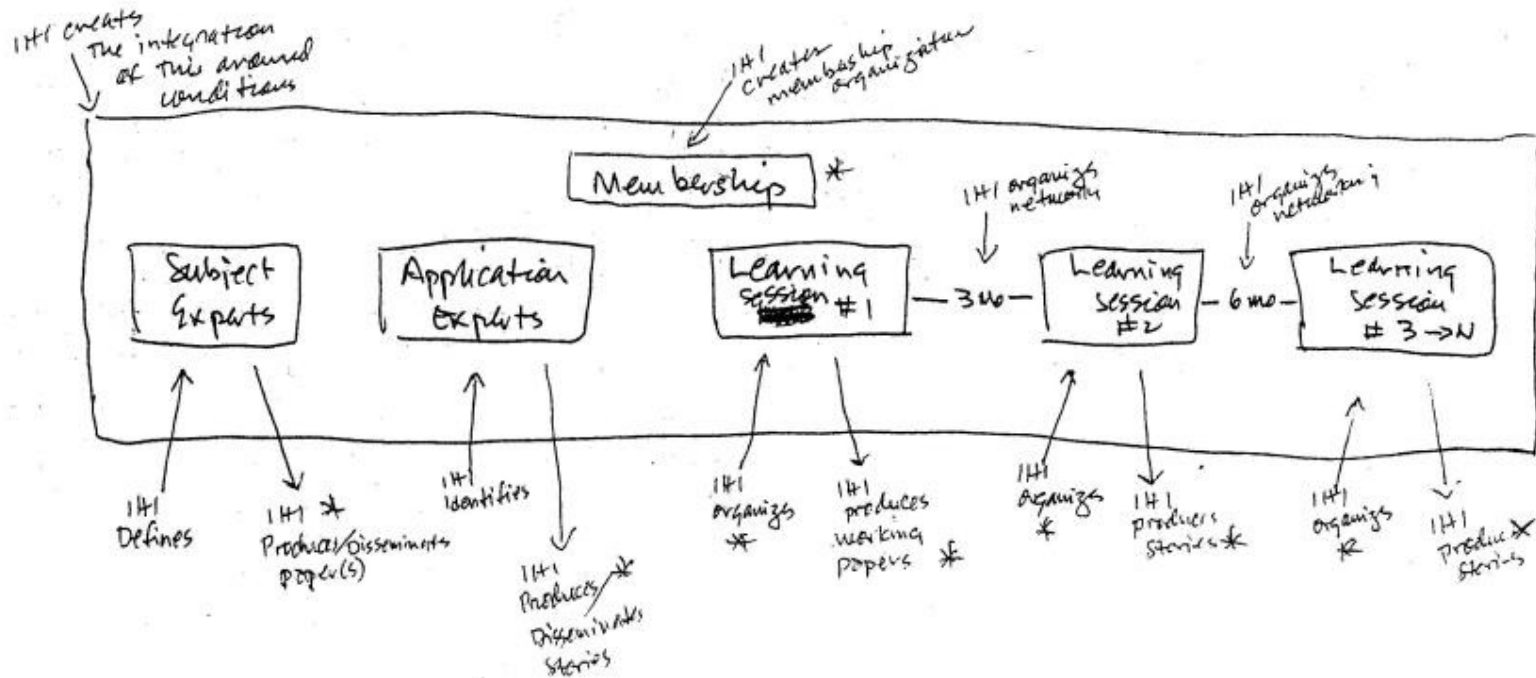 IHI creates
The integration
of this around
conditions
IHI
creates
membership
organization
Membership *
IHI organizes
network
IHI
organizes
networking
Subject
Experts
Application
Experts
Learning
session
#1
3 mo
Learning
session
#2
6 mo
Learning
session
# 3 → N
IHI
Defines
IHI *
Produces/Disseminates
paper(s)
IHI
Identifies
IHI
Produces *
Disseminates
stories
IHI
organizes
*
IHI
produces
working
papers *
IHI
organizes
*
IHI
produces
stories *
IHI
organizes
*
IHI
produces *
stories